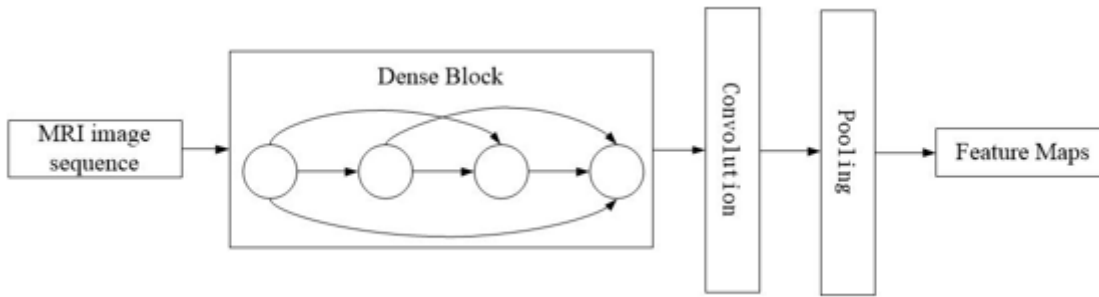 MRI image
sequence
Dense Block
Convolution
Pooling
Feature Maps